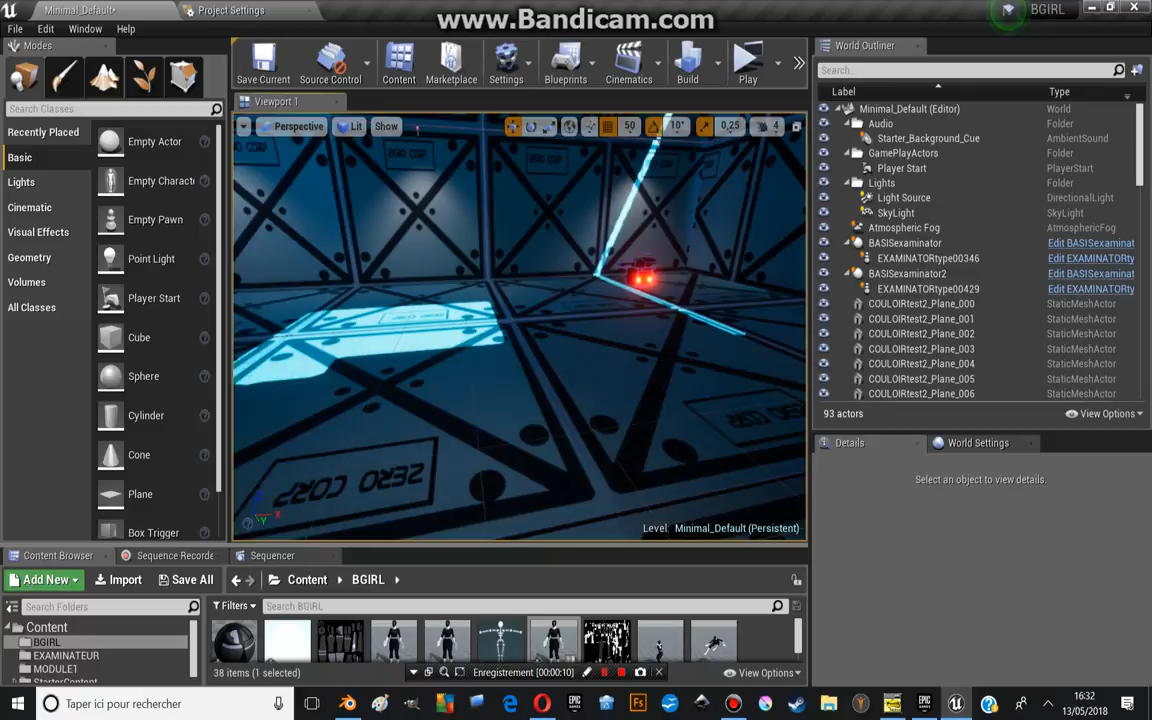 Minimal_Default*
Project Settings
www.Bandicam.com
BGIRL
File Edit Window Help
Modes
Search Classes
Recently Placed
Basic
Lights
Cinematic
Visual Effects
Geometry
Volumes
All Classes
Empty Actor
Empty Charact
Empty Pawn
Point Light
Player Start
Cube
Sphere
Cylinder
Cone
Plane
Box Trigger
Save Current
Source Control
Content
Marketplace
Settings
Blueprints
Cinematics
Build
Play
Viewport 1
Perspective
Lit
Show
50
10°
0,25
4
ZERO CORP
ZERO CORP
Level: Minimal_Default (Persistent)
World Outliner
Search...
Label Type
Minimal_Default (Editor) World
Audio Folder
Starter_Background_Cue AmbientSound
GamePlayActors Folder
Player Start PlayerStart
Lights Folder
Light Source DirectionalLight
SkyLight SkyLight
Atmospheric Fog AtmosphericFog
BASISexaminator Edit BASISexaminat
EXAMINATORtype00346 Edit EXAMINATORty
BASISexaminator2 Edit BASISexaminat
EXAMINATORtype00429 Edit EXAMINATORty
COULOIRtest2_Plane_000 StaticMeshActor
COULOIRtest2_Plane_001 StaticMeshActor
COULOIRtest2_Plane_002 StaticMeshActor
COULOIRtest2_Plane_003 StaticMeshActor
COULOIRtest2_Plane_004 StaticMeshActor
COULOIRtest2_Plane_005 StaticMeshActor
COULOIRtest2_Plane_006 StaticMeshActor
93 actors
View Options
Details
World Settings
Select an object to view details.
Content Browser
Sequence Recorde
Sequencer
Add New
Import
Save All
Content
BGIRL
Search Folders
Filters
Search BGIRL
Content
BGIRL
EXAMINATEUR
MODULE1
StarterContent
38 items (1 selected)
Enregistrement [00:00:10]
View Options
Taper ici pour rechercher
16:32
13/05/2018